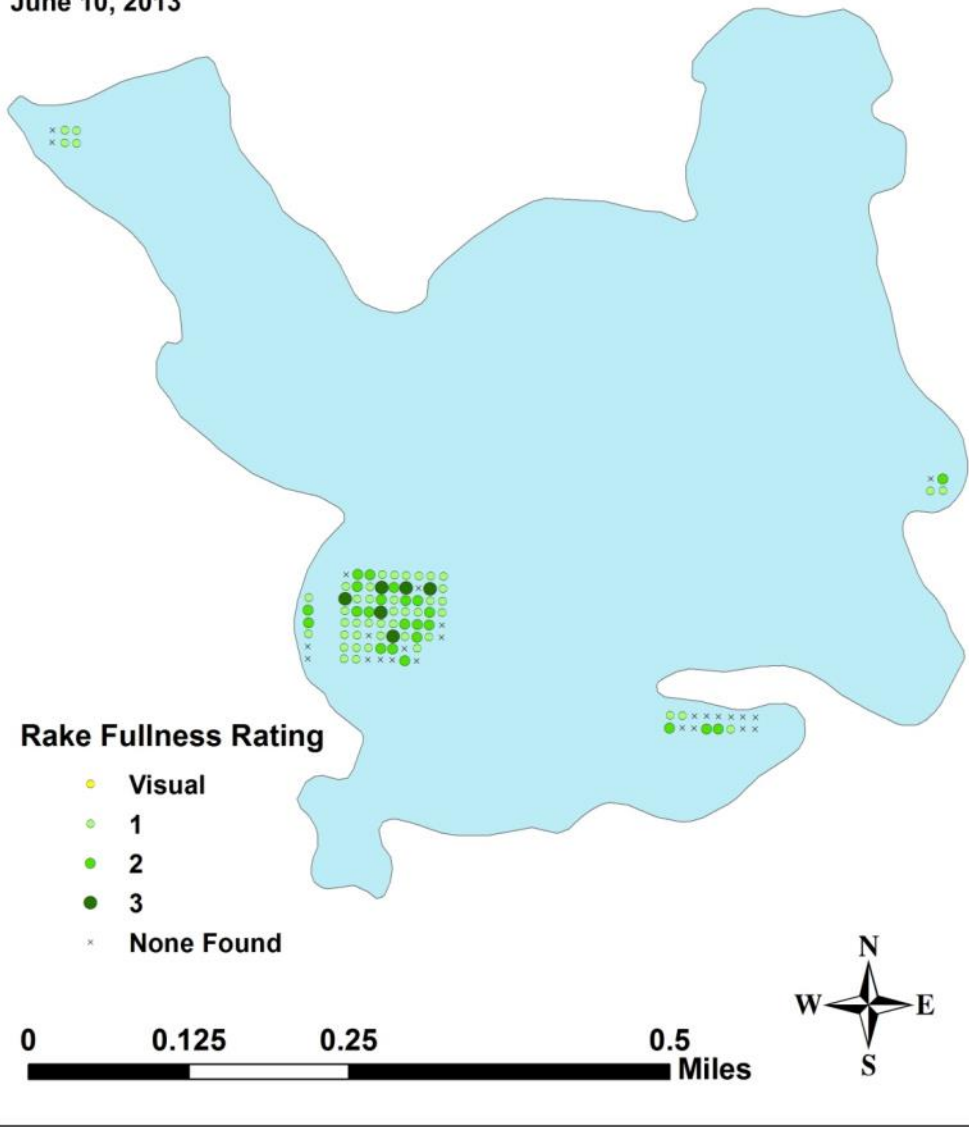 June 10, 2013
Rake Fullness Rating
Visual
1
2
3
None Found
N
W E
S
0 0.125 0.25 0.5
Miles